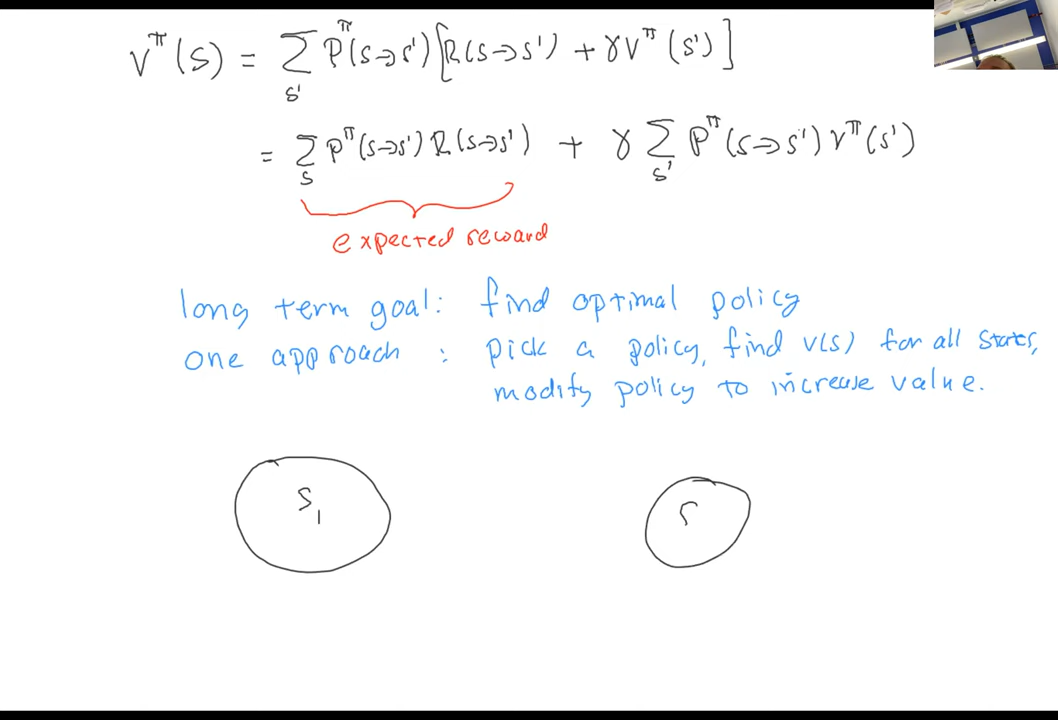 V^π(s) = Σ_{s'} P^π(s→s') [R(s→s') + γV^π(s')]
= Σ_s P^π(s→s') R(s→s') + γ Σ_{s'} P^π(s→s') V^π(s')
expected reward
long term goal: find optimal policy
one approach : pick a policy, find v(s) for all states,
modify policy to increase value.
S₁
S